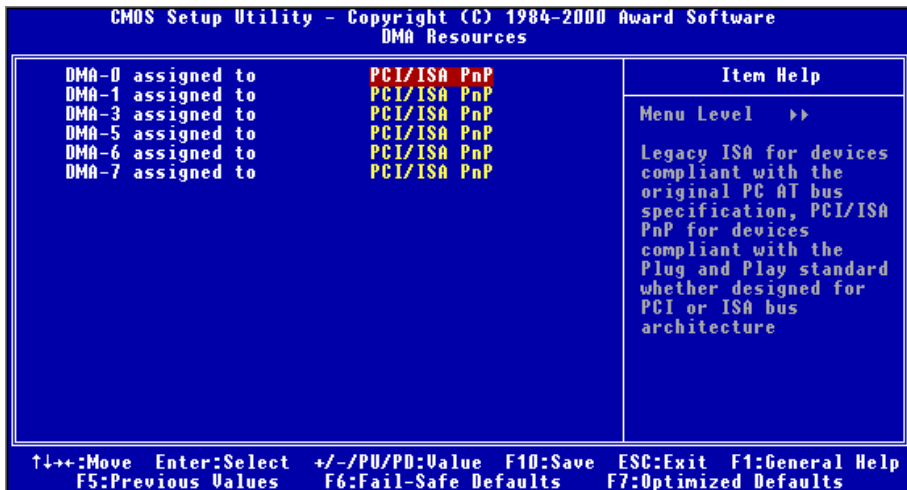 CMOS Setup Utility - Copyright (C) 1984-2000 Award Software
DMA Resources
DMA-0 assigned to PCI/ISA PnP
DMA-1 assigned to PCI/ISA PnP
DMA-3 assigned to PCI/ISA PnP
DMA-5 assigned to PCI/ISA PnP
DMA-6 assigned to PCI/ISA PnP
DMA-7 assigned to PCI/ISA PnP
Item Help
Menu Level ▸▸
Legacy ISA for devices
compliant with the
original PC AT bus
specification, PCI/ISA
PnP for devices
compliant with the
Plug and Play standard
whether designed for
PCI or ISA bus
architecture
↑↓→←:Move Enter:Select +/-/PU/PD:Value F10:Save ESC:Exit F1:General Help
F5:Previous Values F6:Fail-Safe Defaults F7:Optimized Defaults